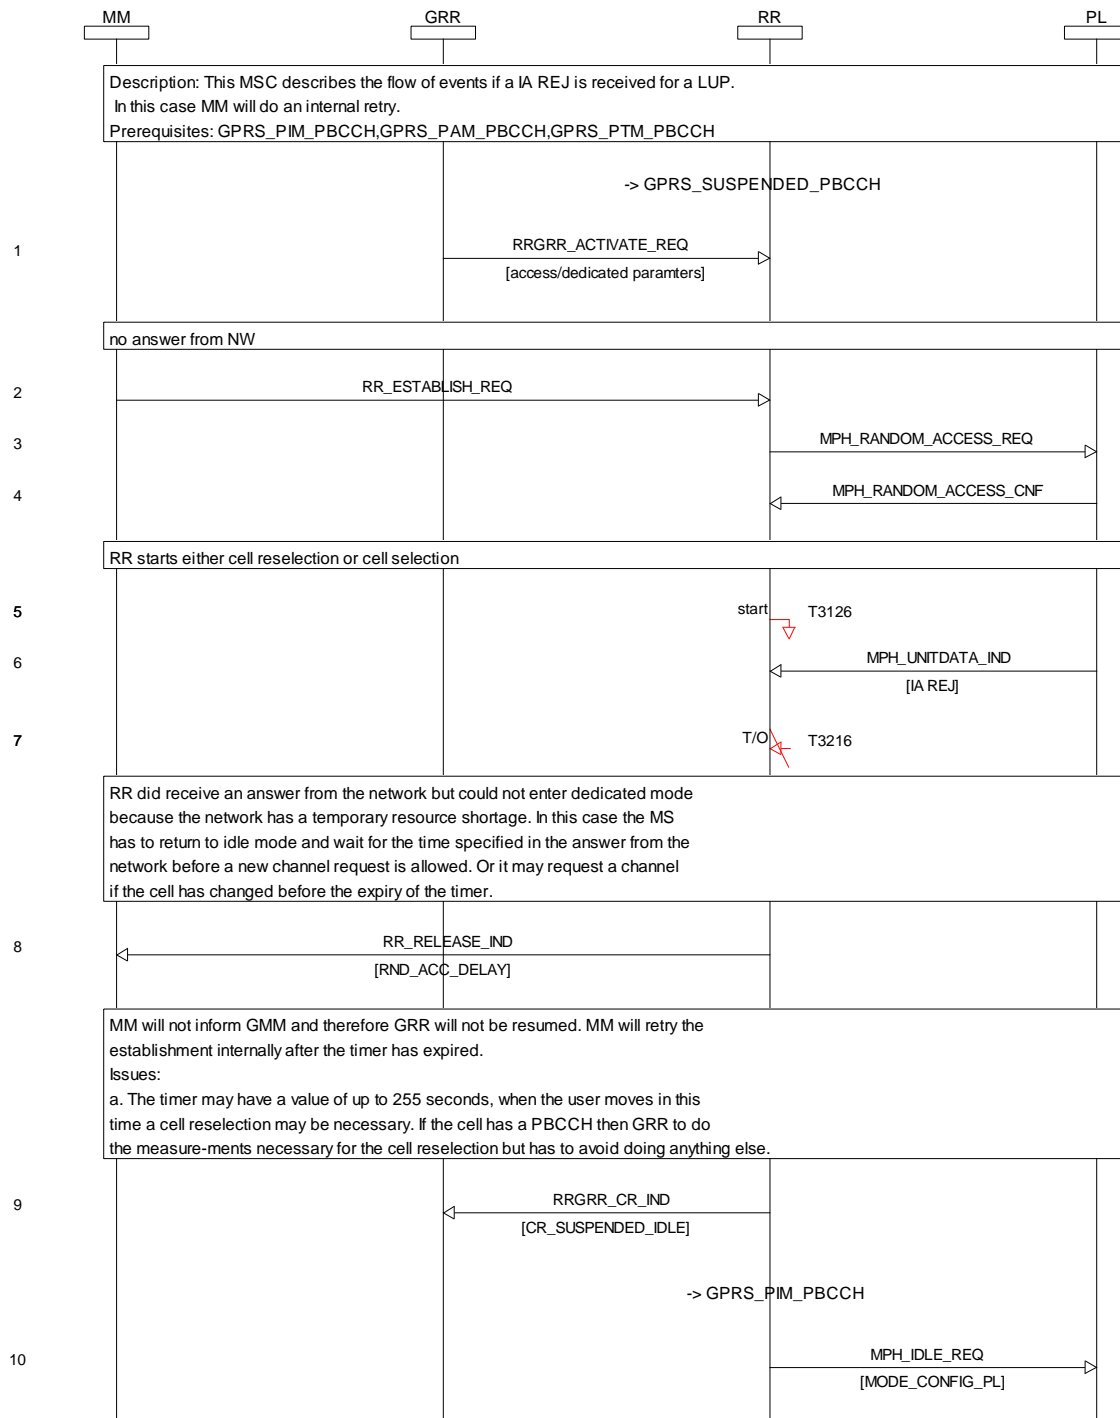 MM GRR RR PL
Description: This MSC describes the flow of events if a IA REJ is received for a LUP.
In this case MM will do an internal retry.
Prerequisites: GPRS_PIM_PBCCH,GPRS_PAM_PBCCH,GPRS_PTM_PBCCH
-> GPRS_SUSPENDED_PBCCH
1 RRGRR_ACTIVATE_REQ
[access/dedicated paramters]
no answer from NW
2 RR_ESTABLISH_REQ
3 MPH_RANDOM_ACCESS_REQ
4 MPH_RANDOM_ACCESS_CNF
RR starts either cell reselection or cell selection
5 start T3126
6 MPH_UNITDATA_IND
[IA REJ]
7 T/O T3216
RR did receive an answer from the network but could not enter dedicated mode
because the network has a temporary resource shortage. In this case the MS
has to return to idle mode and wait for the time specified in the answer from the
network before a new channel request is allowed. Or it may request a channel
if the cell has changed before the expiry of the timer.
8 RR_RELEASE_IND
[RND_ACC_DELAY]
MM will not inform GMM and therefore GRR will not be resumed. MM will retry the
establishment internally after the timer has expired.
Issues:
a. The timer may have a value of up to 255 seconds, when the user moves in this
time a cell reselection may be necessary. If the cell has a PBCCH then GRR to do
the measure-ments necessary for the cell reselection but has to avoid doing anything else.
9 RRGRR_CR_IND
[CR_SUSPENDED_IDLE]
-> GPRS_PIM_PBCCH
10 MPH_IDLE_REQ
[MODE_CONFIG_PL]